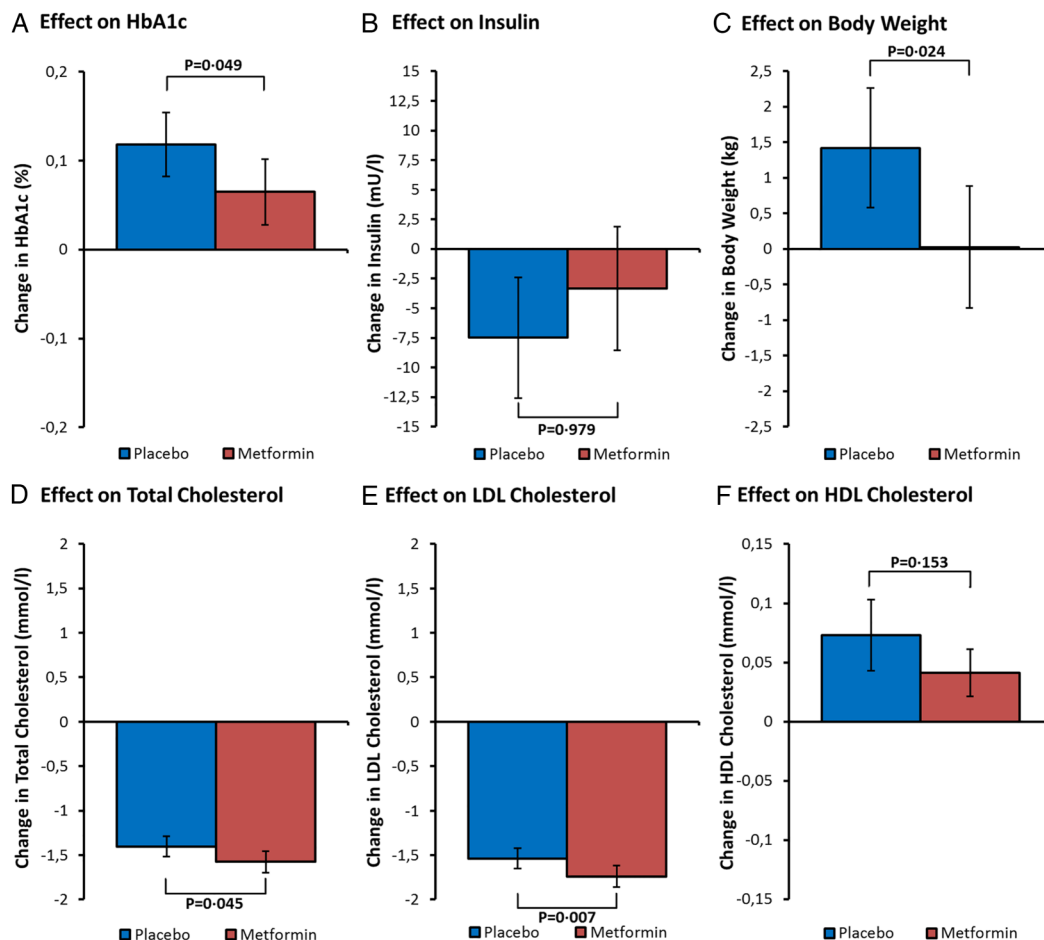 A Effect on HbA1c
P=0·049
Change in HbA1c (%)
0,2
0,1
0
-0,1
-0,2
Placebo Metformin
B Effect on Insulin
Change in Insulin (mU/l)
15
12,5
10
7,5
5
2,5
0
-2,5
-5
-7,5
-10
-12,5
-15
P=0·979
Placebo Metformin
C Effect on Body Weight
P=0·024
Change in Body Weight (kg)
2,5
2
1,5
1
0,5
0
-0,5
-1
-1,5
-2
-2,5
Placebo Metformin
D Effect on Total Cholesterol
Change in Total Cholesterol (mmol/l)
2
1,5
1
0,5
0
-0,5
-1
-1,5
-2
P=0·045
Placebo Metformin
E Effect on LDL Cholesterol
Change in LDL Cholesterol (mmol/l)
2
1,5
1
0,5
0
-0,5
-1
-1,5
-2
P=0·007
Placebo Metformin
F Effect on HDL Cholesterol
P=0·153
Change in HDL Cholesterol (mmol/l)
0,15
0,1
0,05
0
-0,05
-0,1
-0,15
Placebo Metformin